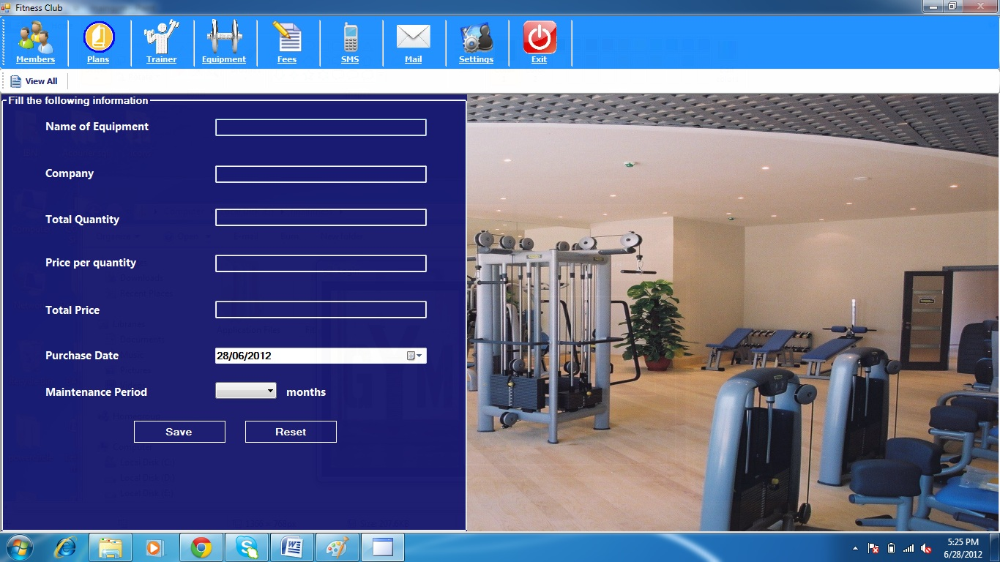 Fitness Club
Members Plans Trainer Equipment Fees SMS Mail Settings Exit
View All
Fill the following information
Name of Equipment
Company
Total Quantity
Price per quantity
Total Price
Purchase Date 28/06/2012
Maintenance Period months
Save Reset
5:25 PM
6/28/2012